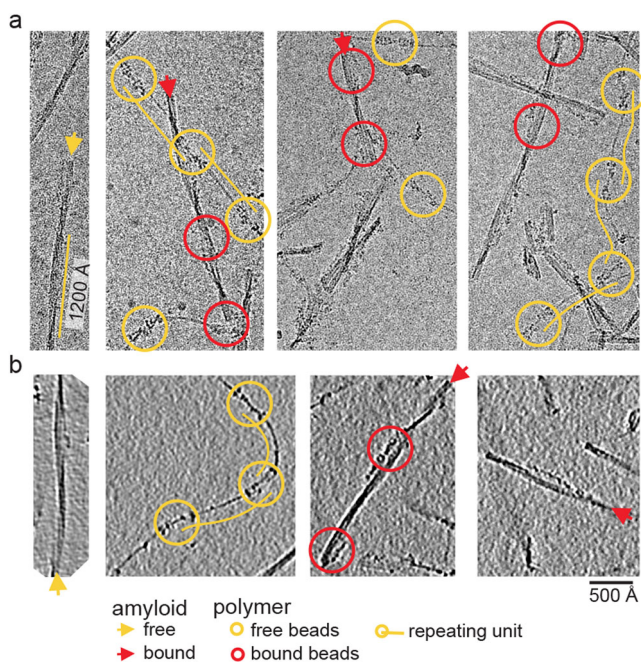 a
1200 Å
b
500 Å
amyloid polymer
free free beads repeating unit
bound bound beads